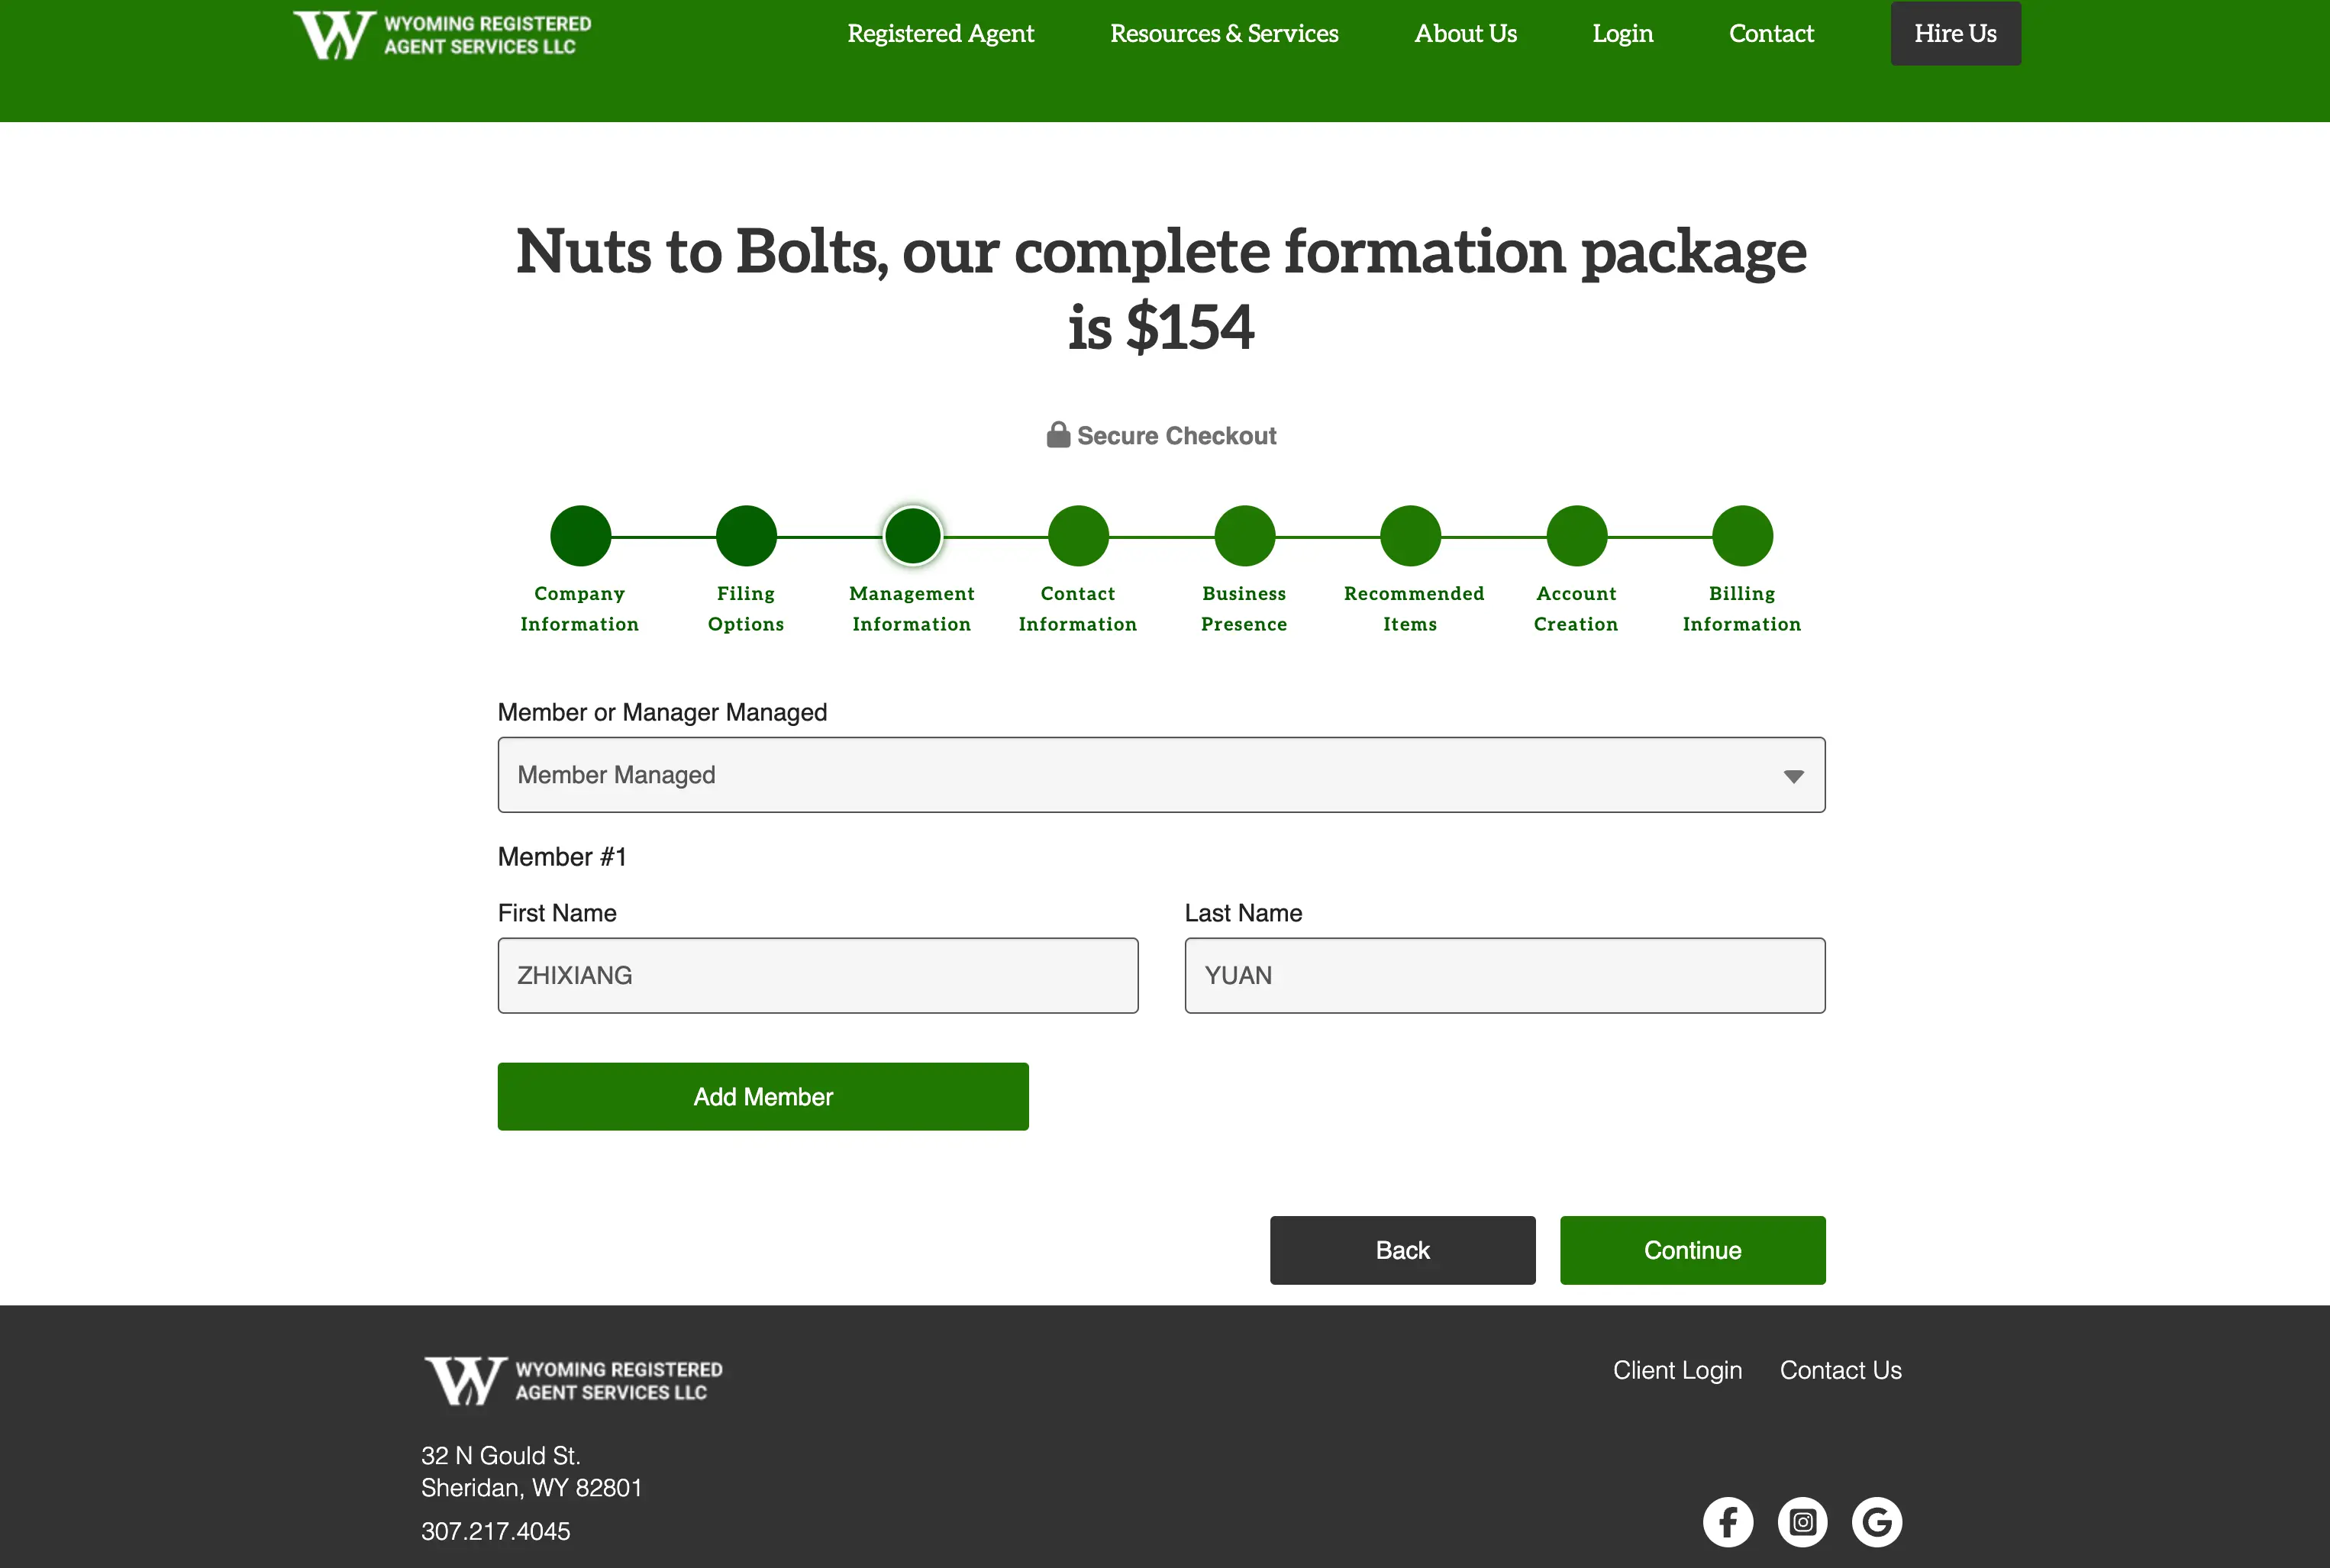 WYOMING REGISTERED
AGENT SERVICES LLC
Registered Agent
Resources & Services
About Us
Login
Contact
Hire Us
Nuts to Bolts, our complete formation package
is $154
Secure Checkout
Company
Information
Filing
Options
Management
Information
Contact
Information
Business
Presence
Recommended
Items
Account
Creation
Billing
Information
Member or Manager Managed
Member Managed
Member #1
First Name
Last Name
ZHIXIANG
YUAN
Add Member
Back
Continue
WYOMING REGISTERED
AGENT SERVICES LLC
Client Login
Contact Us
32 N Gould St.
Sheridan, WY 82801
307.217.4045